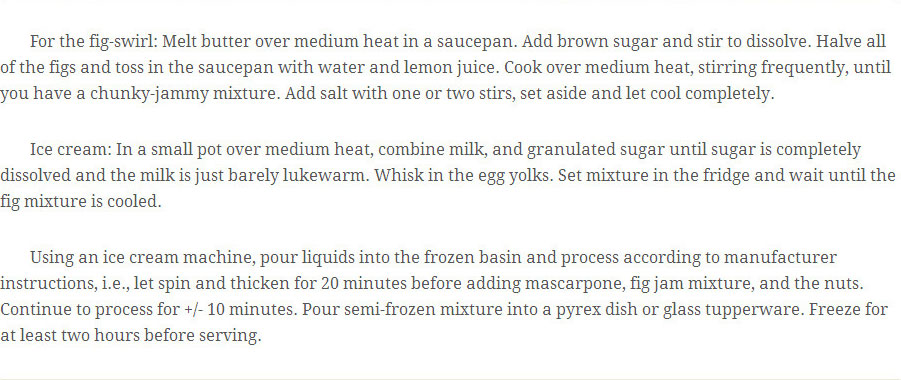 For the fig-swirl: Melt butter over medium heat in a saucepan. Add brown sugar and stir to dissolve. Halve all
of the figs and toss in the saucepan with water and lemon juice. Cook over medium heat, stirring frequently, until
you have a chunky-jammy mixture. Add salt with one or two stirs, set aside and let cool completely.
Ice cream: In a small pot over medium heat, combine milk, and granulated sugar until sugar is completely
dissolved and the milk is just barely lukewarm. Whisk in the egg yolks. Set mixture in the fridge and wait until the
fig mixture is cooled.
Using an ice cream machine, pour liquids into the frozen basin and process according to manufacturer
instructions, i.e., let spin and thicken for 20 minutes before adding mascarpone, fig jam mixture, and the nuts.
Continue to process for +/- 10 minutes. Pour semi-frozen mixture into a pyrex dish or glass tupperware. Freeze for
at least two hours before serving.